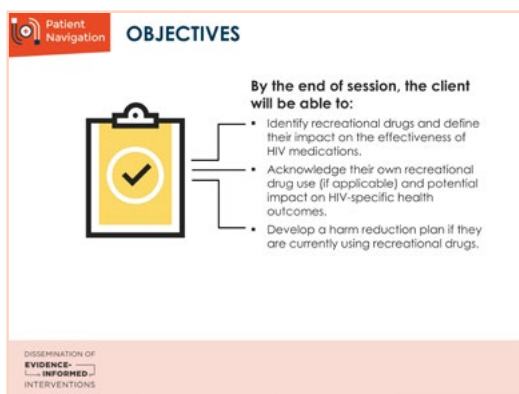 Patient
Navigation
OBJECTIVES
By the end of session, the client
will be able to:
▪ Identify recreational drugs and define
their impact on the effectiveness of
HIV medications.
▪ Acknowledge their own recreational
drug use (if applicable) and potential
impact on HIV-specific health
outcomes.
▪ Develop a harm reduction plan if they
are currently using recreational drugs.
DISSEMINATION OF
EVIDENCE-
INFORMED
INTERVENTIONS